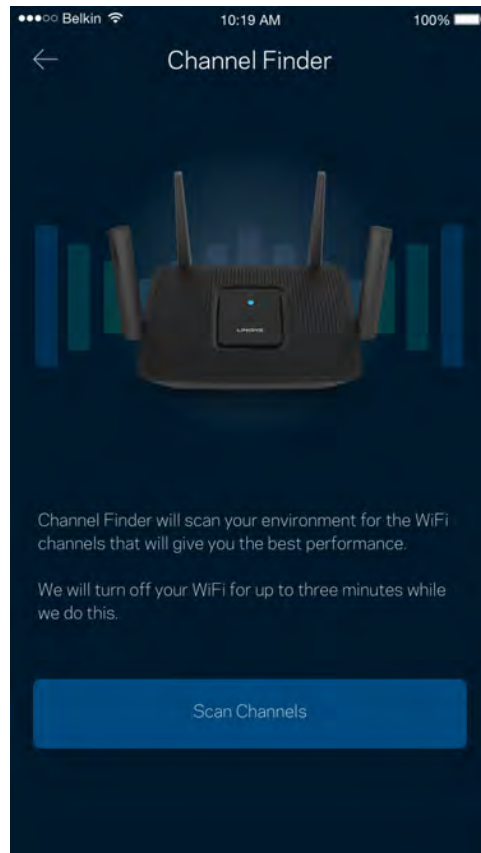 Belkin 10:19 AM 100%
Channel Finder
LINKSYS
Channel Finder will scan your environment for the WiFi
channels that will give you the best performance.
We will turn off your WiFi for up to three minutes while
we do this.
Scan Channels